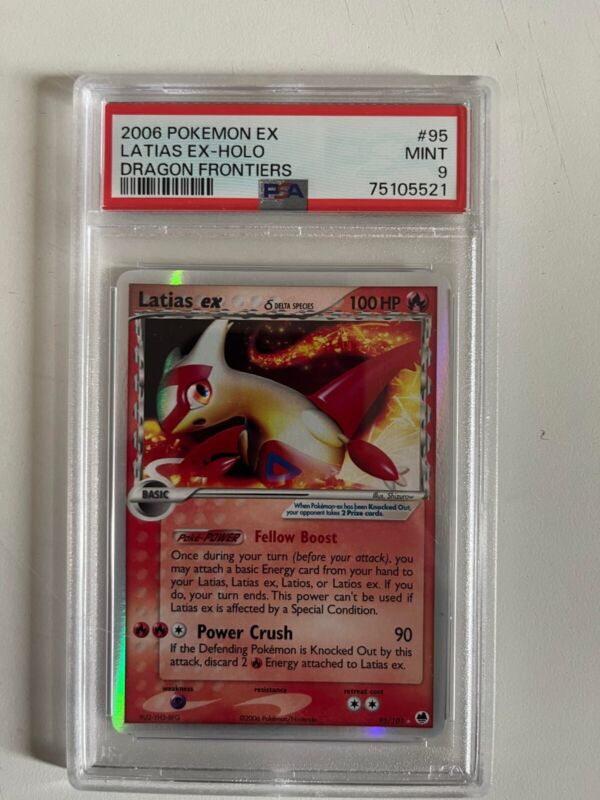 2006 POKEMON EX #95
LATIAS EX-HOLO MINT
DRAGON FRONTIERS 9
PSA 75105521
Latias ex δ DELTA SPECIES 100 HP
BASIC
Illus. Shizurow
When Pokémon-ex has been Knocked Out,
your opponent takes 2 Prize cards.
Poké-POWER Fellow Boost
Once during your turn (before your attack), you
may attach a basic Energy card from your hand to
your Latias, Latias ex, Latios, or Latios ex. If you
do, your turn ends. This power can't be used if
Latias ex is affected by a Special Condition.
Power Crush 90
If the Defending Pokémon is Knocked Out by this
attack, discard 2 Energy attached to Latias ex.
weakness resistance retreat cost
©2006 Pokémon/Nintendo 95/101